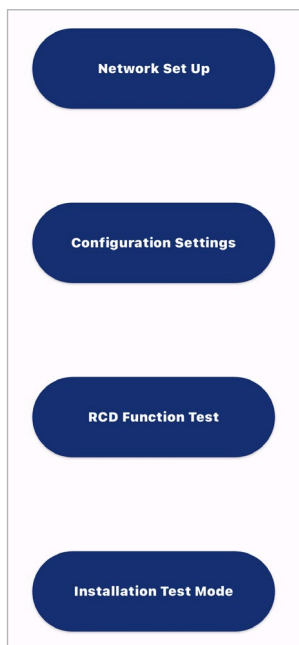 Network Set Up
Configuration Settings
RCD Function Test
Installation Test Mode